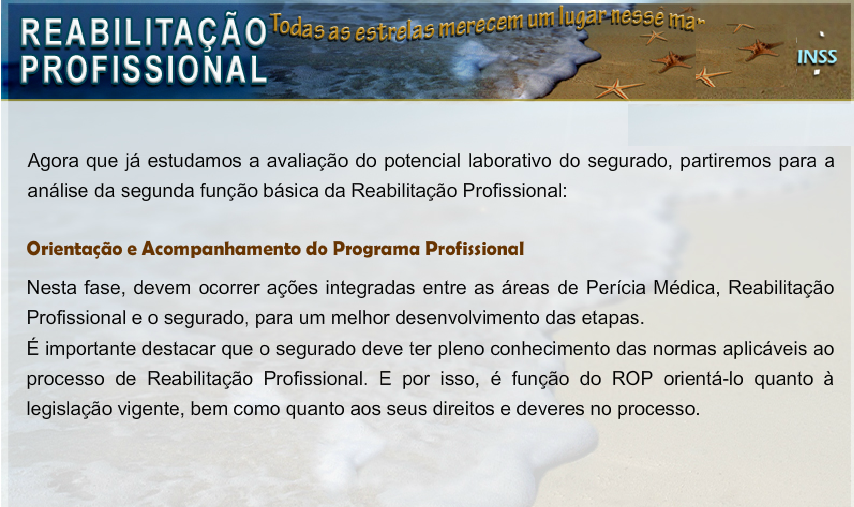 REABILITAÇÃO
PROFISSIONAL
Todas as estrelas merecem um lugar nesse mar
INSS
Agora que já estudamos a avaliação do potencial laborativo do segurado, partiremos para a
análise da segunda função básica da Reabilitação Profissional:
Orientação e Acompanhamento do Programa Profissional
Nesta fase, devem ocorrer ações integradas entre as áreas de Perícia Médica, Reabilitação
Profissional e o segurado, para um melhor desenvolvimento das etapas.
É importante destacar que o segurado deve ter pleno conhecimento das normas aplicáveis ao
processo de Reabilitação Profissional. E por isso, é função do ROP orientá-lo quanto à
legislação vigente, bem como quanto aos seus direitos e deveres no processo.